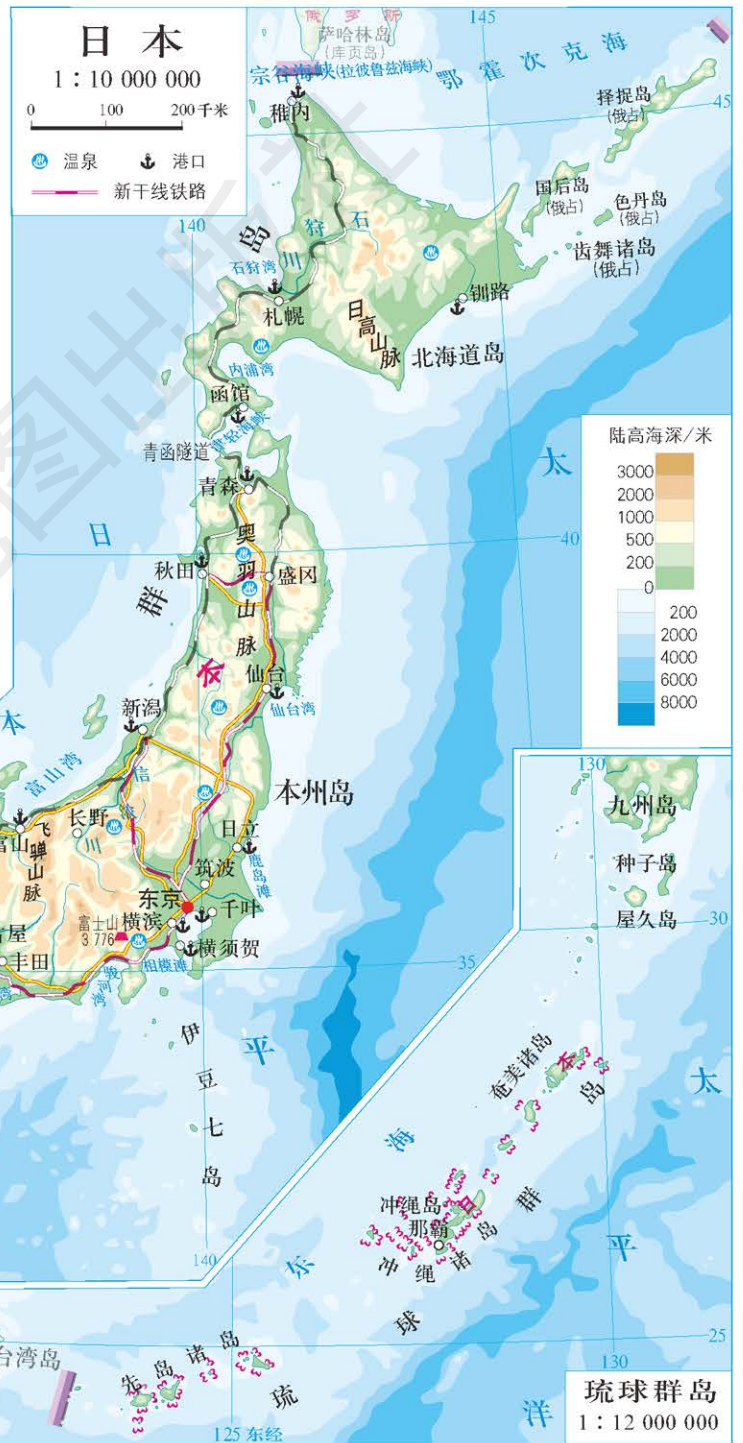 日本
1：10 000 000
0 100 200千米
温泉 港口
新干线铁路
俄罗斯
萨哈林岛
(库页岛)
145
宗谷海峡(拉彼鲁兹海峡)
鄂霍次克海
稚内
择捉岛
(俄占)
45
国后岛
(俄占)
色丹岛
(俄占)
齿舞诸岛
(俄占)
140
岛
石狩川
石狩湾
札幌
钏路
日高山脉
北海道岛
内浦湾
函馆
津轻海峡
青函隧道
青森
太
陆高海深/米
3000
2000
1000
500
200
0
200
2000
4000
6000
8000
日
40
奥羽山脉
秋田
盛冈
群
本
仙台
仙台湾
新潟
本
富山湾
信浓川
本州岛
长野
富山
飞驒山脉
日立
鹿岛滩
筑波
东京
千叶
富士山
3 776
横滨
横须贺
屋
丰田
湾
骏河湾
相模滩
35
伊豆七岛
平
140
130
九州岛
种子岛
屋久岛
30
奄美诸岛
本
岛
太
海
冲绳岛
日
那霸
群
冲绳诸岛
平
东
球
25
台湾岛
先岛诸岛
琉
130
洋
125东经
琉球群岛
1：12 000 000